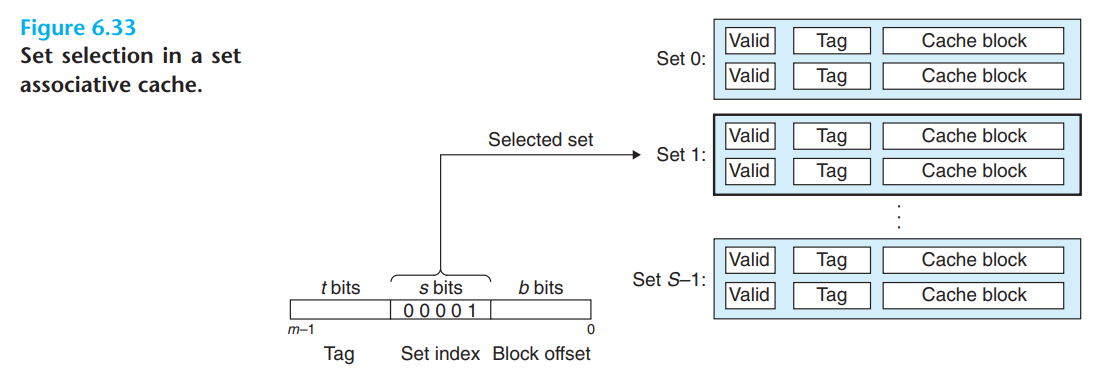 Figure 6.33
Set selection in a set
associative cache.
Set 0:
Valid Tag Cache block
Valid Tag Cache block
Selected set
Set 1:
Valid Tag Cache block
Valid Tag Cache block
Set S–1:
Valid Tag Cache block
Valid Tag Cache block
t bits s bits b bits
0 0 0 0 1
m–1 0
Tag Set index Block offset